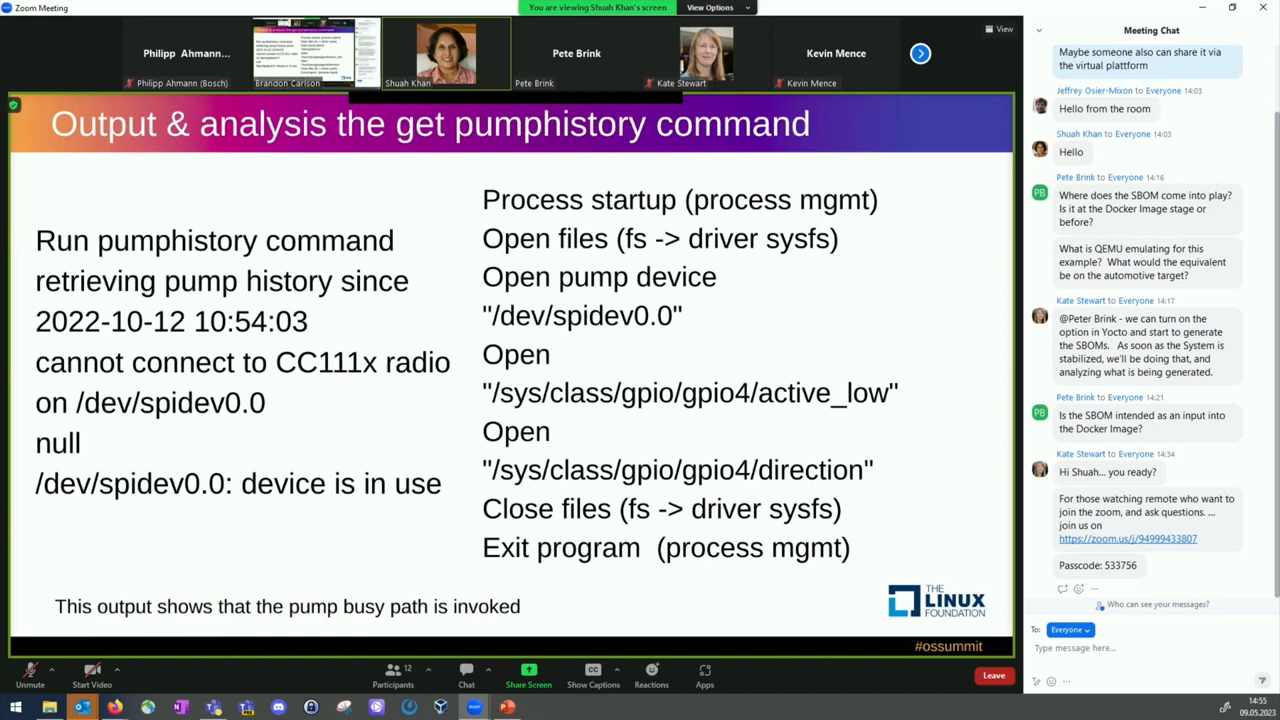 Zoom Meeting
You are viewing Shuah Khan's screen
View Options
Philipp Ahmann...
Pete Brink
Kevin Mence
View
Philipp Ahmann (Bosch)
Brandon Carlson
Shuah Khan
Pete Brink
Kate Stewart
Kevin Mence
Output & analysis the get pumphistory command
Run pumphistory command
retrieving pump history since
2022-10-12 10:54:03
cannot connect to CC111x radio
on /dev/spidev0.0
null
/dev/spidev0.0: device is in use
Process startup (process mgmt)
Open files (fs -> driver sysfs)
Open pump device
"/dev/spidev0.0"
Open
"/sys/class/gpio/gpio4/active_low"
Open
"/sys/class/gpio/gpio4/direction"
Close files (fs -> driver sysfs)
Exit program (process mgmt)
This output shows that the pump busy path is invoked
THE
LINUX
FOUNDATION
#ossummit
Meeting Chat
Maybe someone also can share it via
the virtual plattform
Jeffrey Osier-Mixon to Everyone 14:03
Hello from the room
Shuah Khan to Everyone 14:03
Hello
Pete Brink to Everyone 14:16
PB
Where does the SBOM come into play?
Is it at the Docker Image stage or
before?
What is QEMU emulating for this
example? What would the equivalent
be on the automotive target?
Kate Stewart to Everyone 14:17
@Peter Brink - we can turn on the
option in Yocto and start to generate
the SBOMs. As soon as the System is
stabilized, we'll be doing that, and
analyzing what is being generated.
Pete Brink to Everyone 14:21
PB
Is the SBOM intended as an input into
the Docker Image?
Kate Stewart to Everyone 14:34
Hi Shuah... you ready?
For those watching remote who want to
join the zoom, and ask questions. ...
join us on
https://zoom.us/j/94999433807
Passcode: 533756
Who can see your messages?
To: Everyone
Type message here...
Unmute
Start Video
12
Participants
Chat
Share Screen
CC
Show Captions
Reactions
Apps
Leave
14:55
09.05.2023